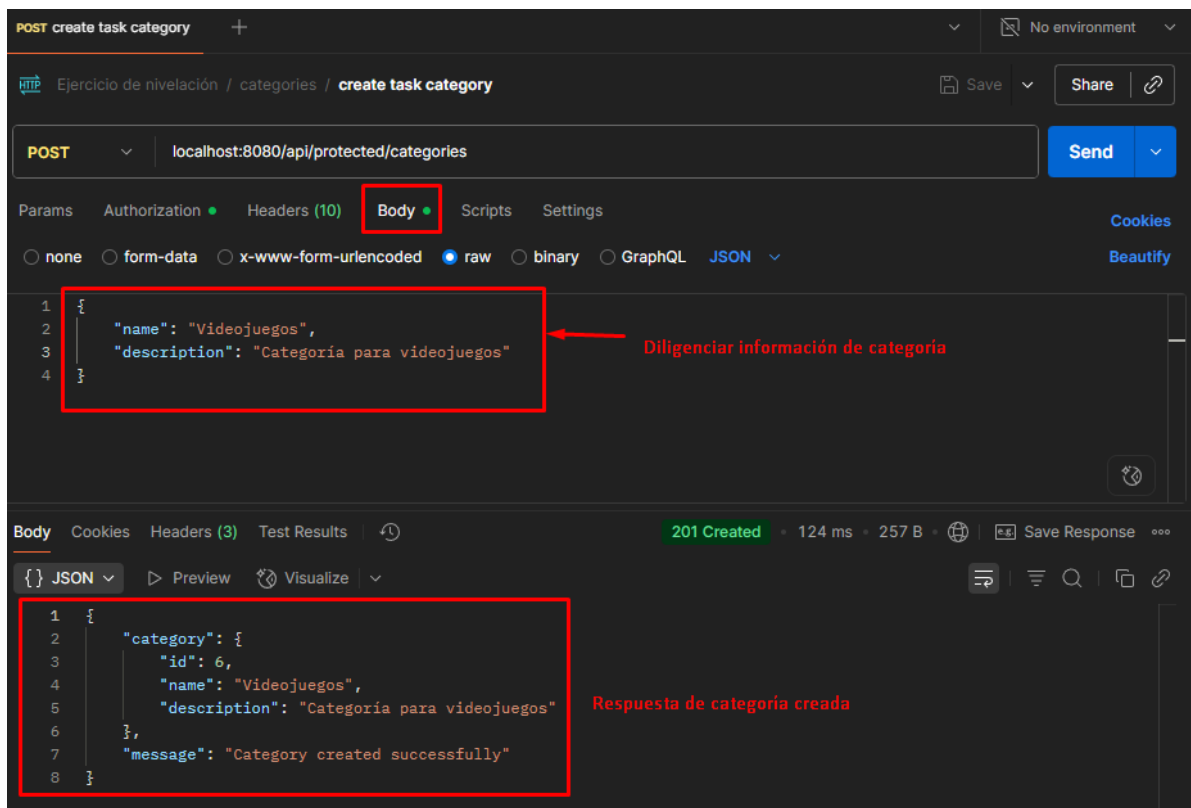 POST create task category
No environment
HTTP Ejercicio de nivelación / categories / create task category
Save
Share
POST
localhost:8080/api/protected/categories
Send
Params Authorization Headers (10) Body Scripts Settings
Cookies
none form-data x-www-form-urlencoded raw binary GraphQL JSON
Beautify
1 {
2 "name": "Videojuegos",
3 "description": "Categoría para videojuegos"
4 }
Diligenciar información de categoría
Body Cookies Headers (3) Test Results
201 Created 124 ms 257 B e.g. Save Response
{} JSON Preview Visualize
1 {
2 "category": {
3 "id": 6,
4 "name": "Videojuegos",
5 "description": "Categoría para videojuegos"
6 },
7 "message": "Category created successfully"
8 }
Respuesta de categoría creada